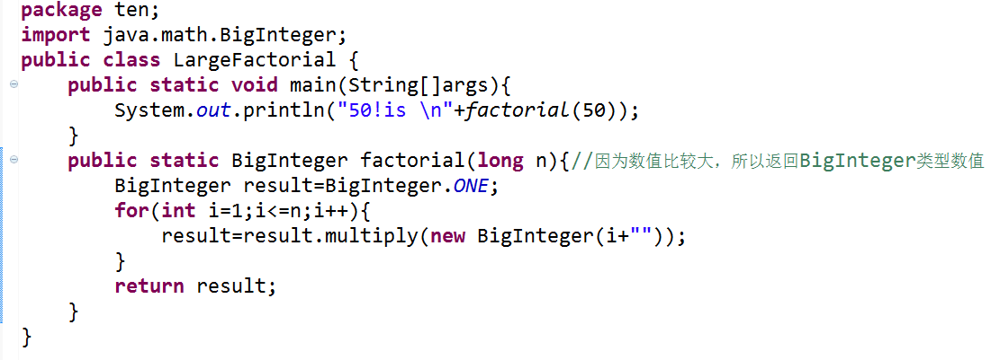 package ten;
import java.math.BigInteger;
public class LargeFactorial {
    public static void main(String[]args){
        System.out.println("50!is \n"+factorial(50));
    }
    public static BigInteger factorial(long n){//因为数值比较大，所以返回BigInteger类型数值
        BigInteger result=BigInteger.ONE;
        for(int i=1;i<=n;i++){
            result=result.multiply(new BigInteger(i+""));
        }
        return result;
    }
}